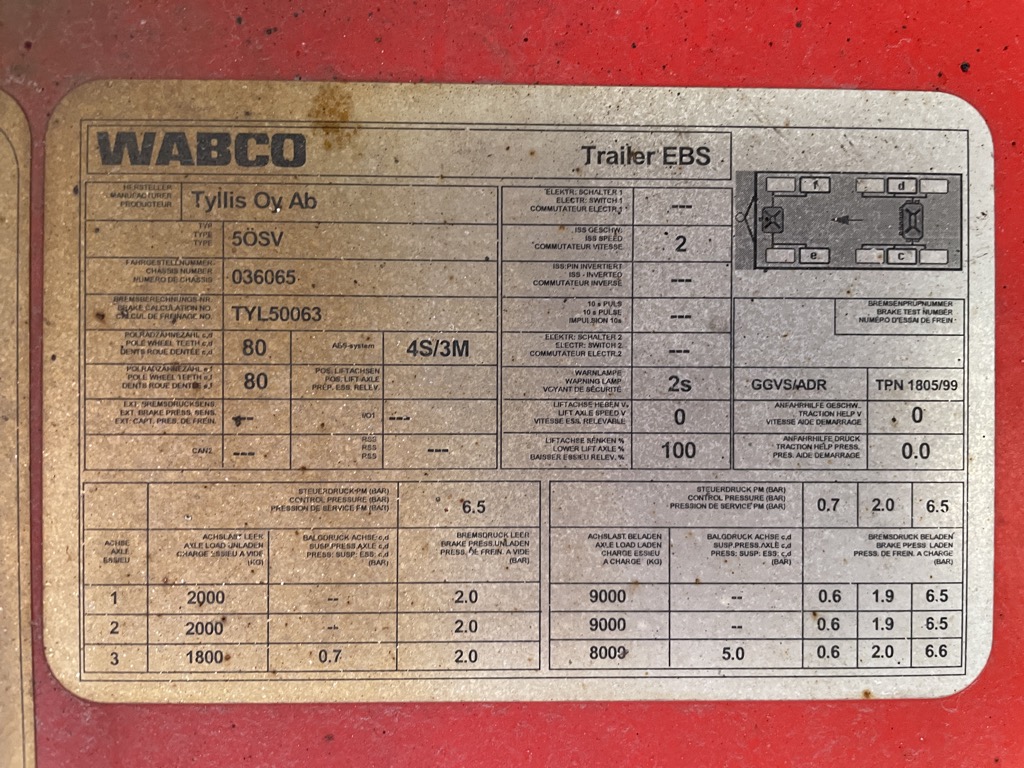 WABCO
Trailer EBS
HERSTELLER
MANUFACTURER
PRODUCTEUR
Tyllis Oy Ab
TYP
TYPE
TYPE
5ÖSV
FAHRGESTELLNUMMER
CHASSIS NUMBER
NUMERO DE CHASSIS
036065
BREMSBERECHNUNGS-NR.
BRAKE CALCULATION NO.
CALCUL DE FREINAGE NO.
TYL50063
POLRADZÄHNEZAHL c,d
POLE WHEEL TEETH c,d
DENTS ROUE DENTÉE c,d
80
ABS-system
4S/3M
POLRADZÄHNEZAHL e,f
POLE WHEEL TEETH e,f
DENTS ROUE DENTÉE e,f
80
POS. LIFTACHSEN
POS. LIFT-AXLE
PREP. ESS. RELEV.
EXT. BREMSDRUCKSENS.
EXT. BRAKE PRESS. SENS.
EXT. CAPT. PRES. DE FREIN.
---
I/O1
---
CAN2
---
RSS
RSS
RSS
---
ELEKTR. SCHALTER 1
ELECTR. SWITCH 1
COMMUTATEUR ELECTR.1
---
ISS GESCHW.
ISS SPEED
COMMUTATEUR VITESSE
2
ISS PIN INVERTIERT
ISS - INVERTED
COMMUTATEUR INVERSÉ
---
10 s PULS
10 s PULSE
IMPULSION 10s
---
ELEKTR. SCHALTER 2
ELECTR. SWITCH 2
COMMUTATEUR ELECTR.2
---
WARNLAMPE
WARNING LAMP
VOYANT DE SÉCURITÉ
2s
LIFTACHSE HEBEN V
LIFT AXLE SPEED V
VITESSE ESS. RELEVABLE
0
LIFTACHSE SENKEN %
LOWER LIFT AXLE %
BAISSER ESSIEU RELEV. %
100
f
d
e
c
BREMSENPRÜFNUMMER
BRAKE TEST NUMBER
NUMÉRO D'ESSAI DE FREIN
GGVS/ADR
TPN 1805/99
ANFAHRHILFE GESCHW.
TRACTION HELP V
VITESSE AIDE DEMARRAGE
0
ANFAHRHILFE DRUCK
TRACTION HELP PRESS.
PRES. AIDE DEMARRAGE
0.0
STEUERDRUCK PM (BAR)
CONTROL PRESSURE (BAR)
PRESSION DE SERVICE PM (BAR)
6.5
ACHSE
AXLE
ESSIEU
ACHSLAST LEER
AXLE LOAD UNLADEN
CHARGE ESSIEU A VIDE
(KG)
BALGDRUCK ACHSE c,d
SUSP.PRESS.AXLE c,d
PRESS. SUSP. ESS. c,d
(BAR)
BREMSDRUCK LEER
BRAKE PRESS.UNLADEN
PRESS. DE FREIN. A VIDE
(BAR)
1 2000 -- 2.0
2 2000 -- 2.0
3 1800 0.7 2.0
STEUERDRUCK PM (BAR)
CONTROL PRESSURE (BAR)
PRESSION DE SERVICE PM (BAR)
0.7 2.0 6.5
ACHSLAST BELADEN
AXLE LOAD LADEN
CHARGE ESSIEU
A CHARGE (KG)
BALGDRUCK ACHSE c,d
SUSP.PRESS.AXLE c,d
PRESS. SUSP. ESS. c,d
(BAR)
BREMSDRUCK BELADEN
BRAKE PRESS LADEN
PRESS. DE FREIN. A CHARGE
(BAR)
9000 -- 0.6 1.9 6.5
9000 -- 0.6 1.9 6.5
8000 5.0 0.6 2.0 6.6